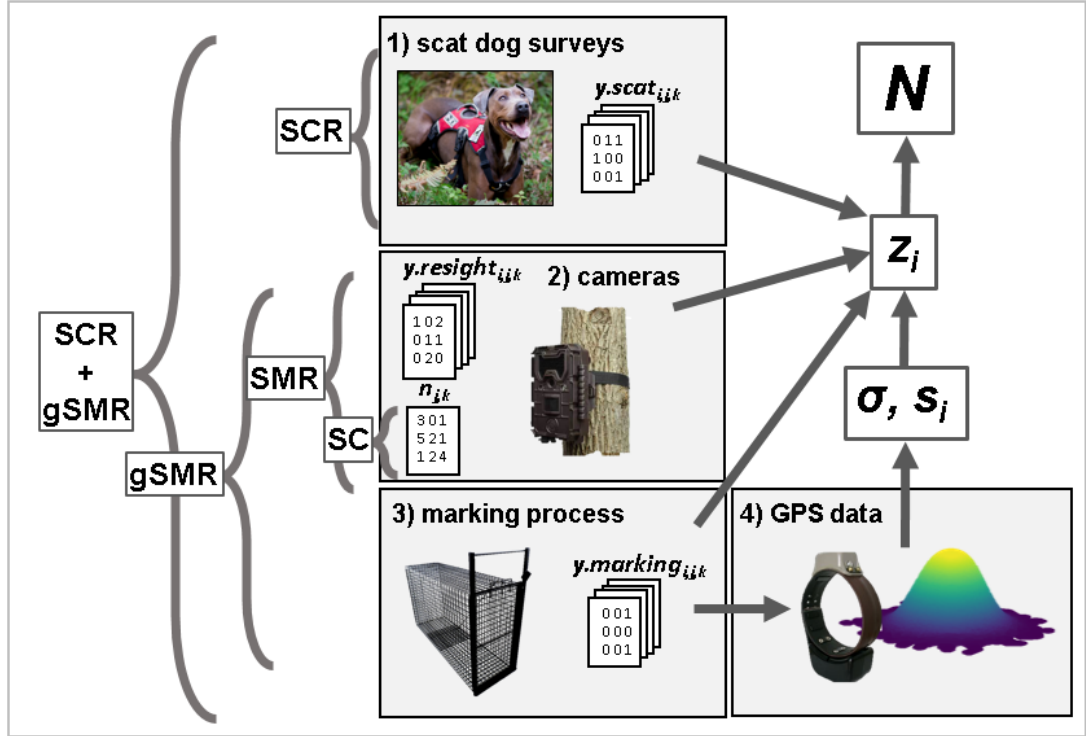 1) scat dog surveys
SCR
y.scat i,j,k
011
100
001
N
z i
y.resight i,j,k
2) cameras
102
011
020
SCR
+
gSMR
SMR
n j,k
SC
301
521
124
σ, s i
gSMR
3) marking process
4) GPS data
y.marking i,j,k
001
000
001